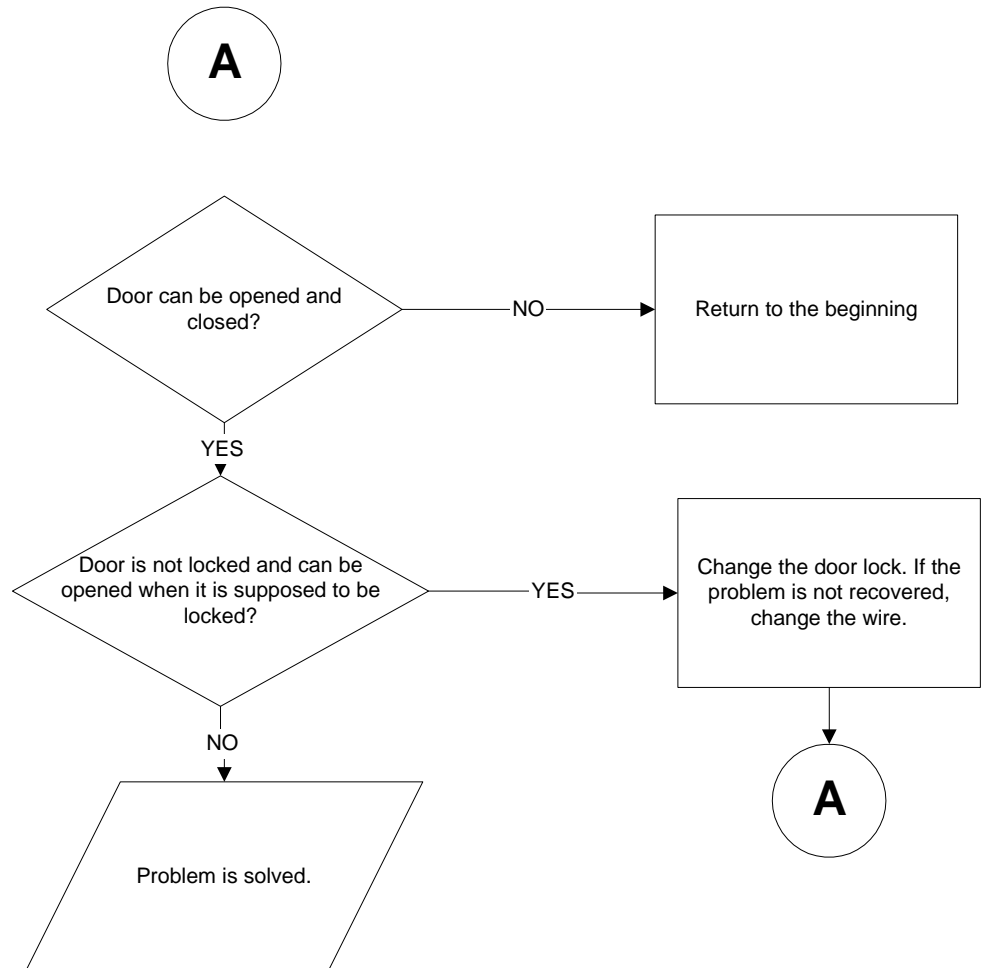 A
Door can be opened and
closed?
NO
Return to the beginning
YES
Door is not locked and can be
opened when it is supposed to be
locked?
YES
Change the door lock. If the
problem is not recovered,
change the wire.
NO
A
Problem is solved.